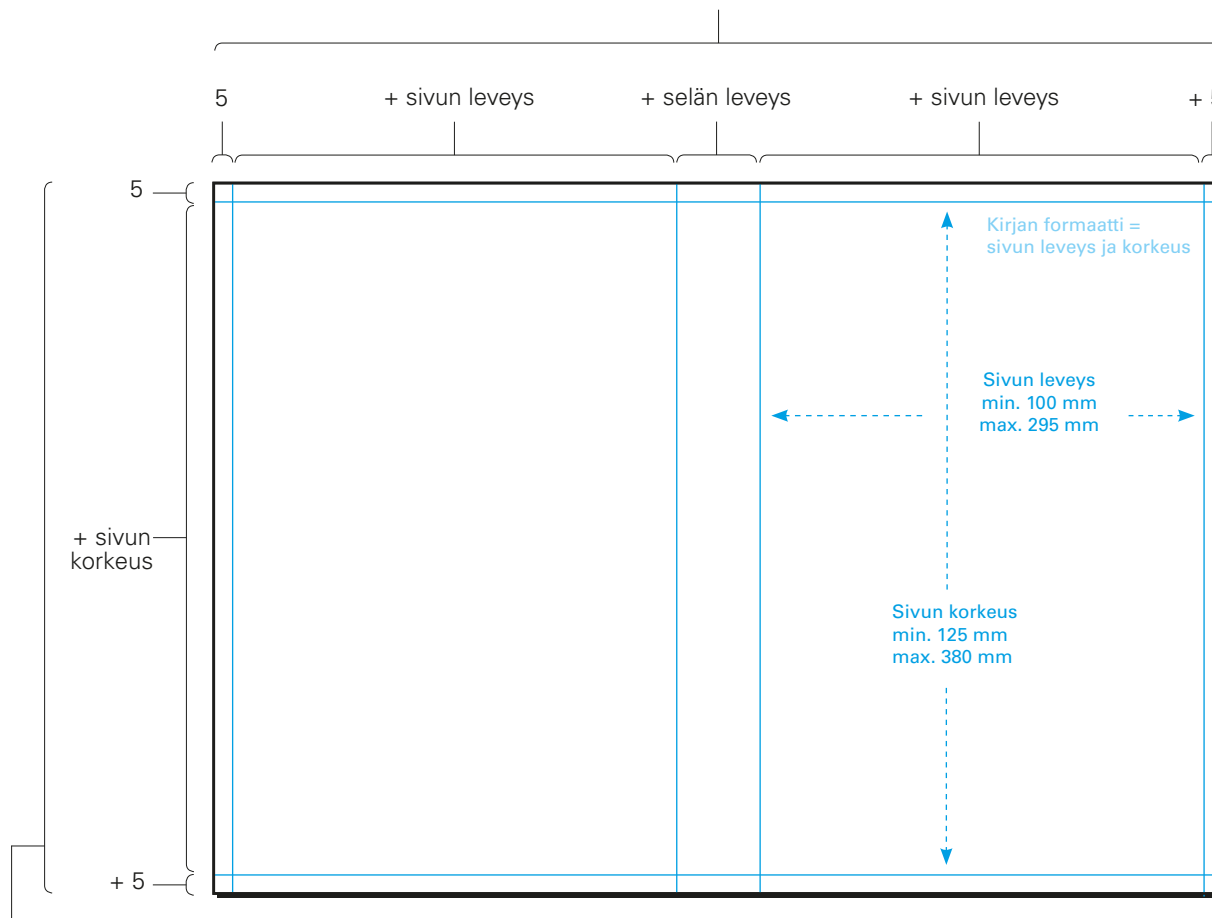 5
+ sivun leveys
+ selän leveys
+ sivun leveys
+ 5
5
Kirjan formaatti =
sivun leveys ja korkeus
Sivun leveys
min. 100 mm
max. 295 mm
+ sivun
korkeus
Sivun korkeus
min. 125 mm
max. 380 mm
+ 5